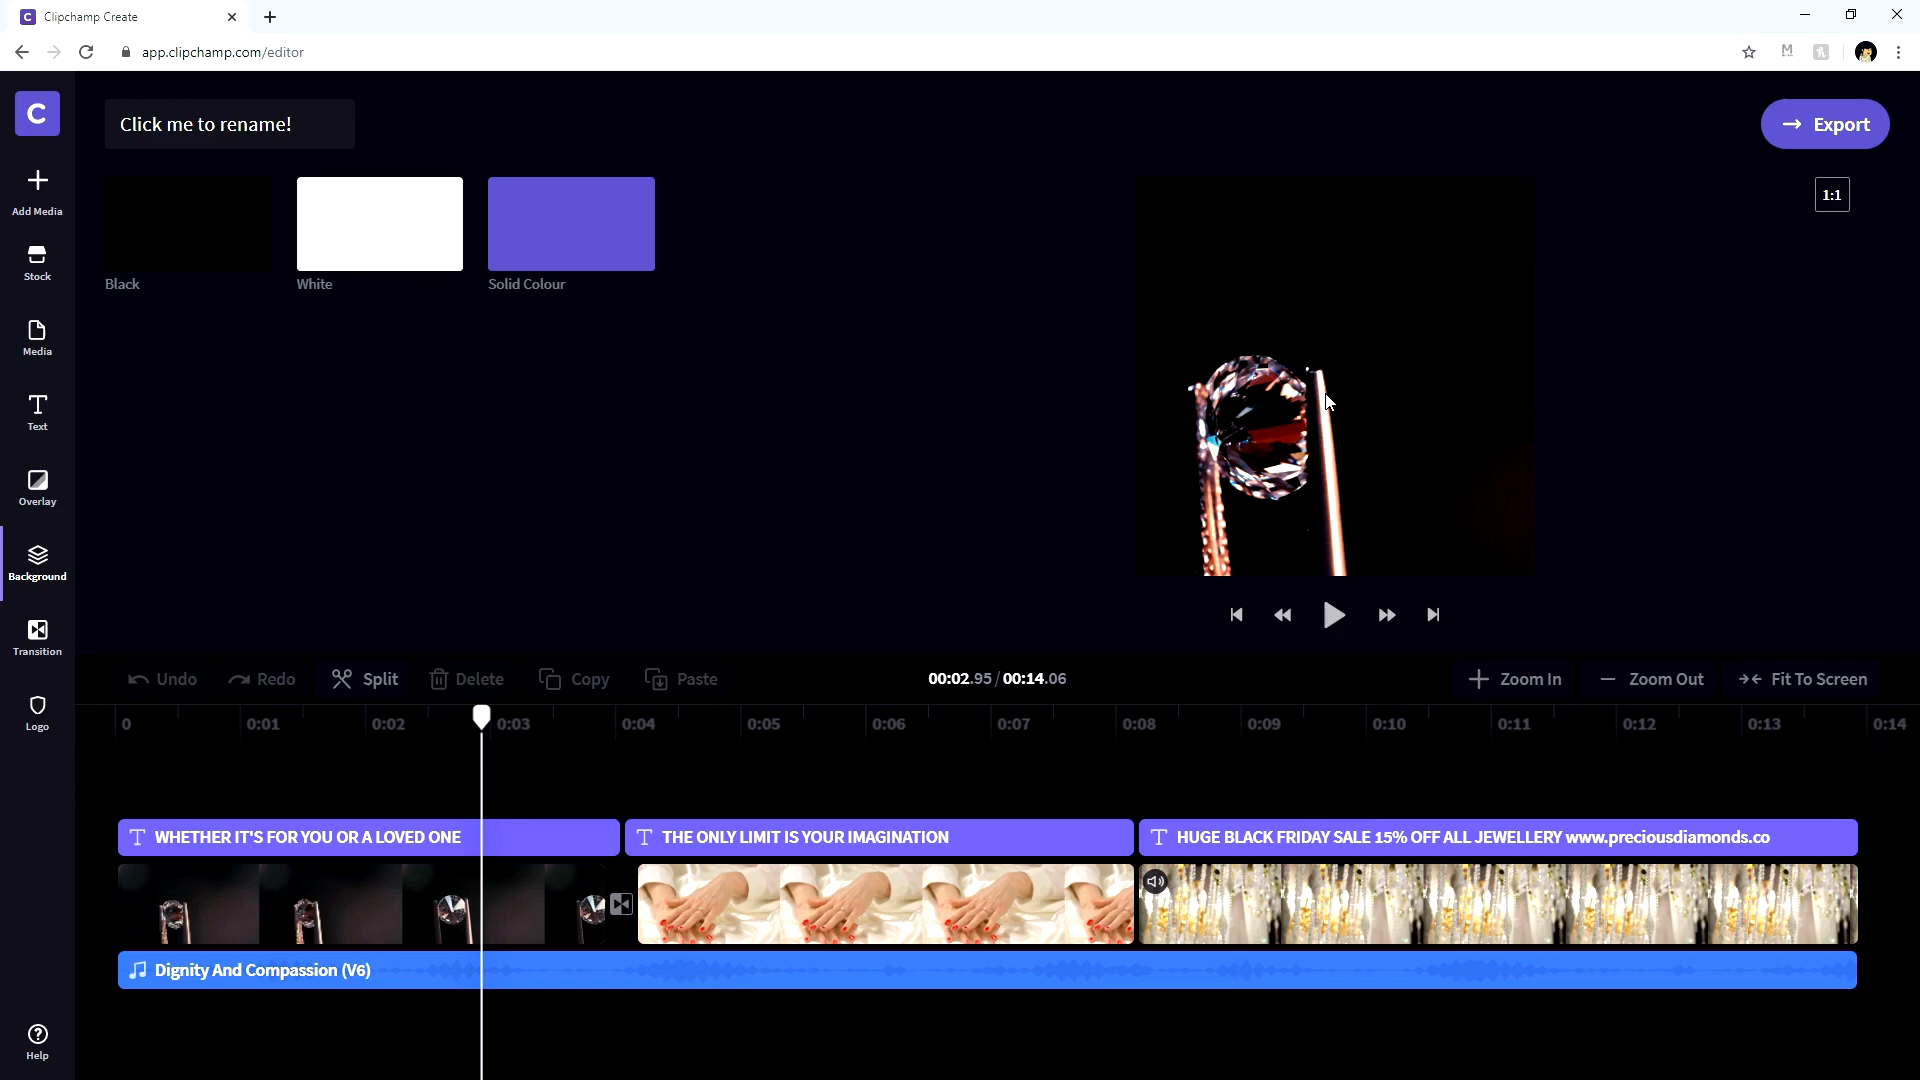 Clipchamp Create
app.clipchamp.com/editor
M
C
Click me to rename!
Export
Add Media
Stock
Media
Text
Overlay
Background
Transition
Logo
Help
Black
White
Solid Colour
1:1
Undo
Redo
Split
Delete
Copy
Paste
00:02.95 / 00:14.06
Zoom In
Zoom Out
Fit To Screen
0 0:01 0:02 0:03 0:04 0:05 0:06 0:07 0:08 0:09 0:10 0:11 0:12 0:13 0:14
T WHETHER IT'S FOR YOU OR A LOVED ONE
T THE ONLY LIMIT IS YOUR IMAGINATION
T HUGE BLACK FRIDAY SALE 15% OFF ALL JEWELLERY www.preciousdiamonds.co
Dignity And Compassion (V6)